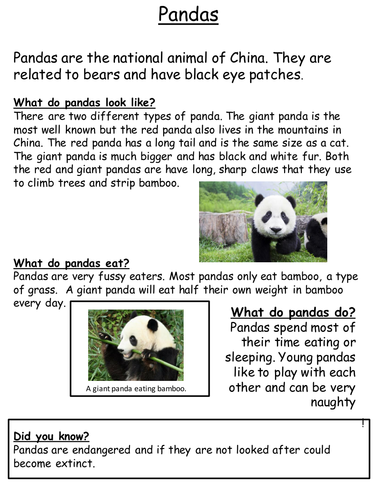 Pandas
Pandas are the national animal of China. They are
related to bears and have black eye patches.
What do pandas look like?
There are two different types of panda. The giant panda is the
most well known but the red panda also lives in the mountains in
China. The red panda has a long tail and is the same size as a cat.
The giant panda is much bigger and has black and white fur. Both
the red and giant pandas are have long, sharp claws that they use
to climb trees and strip bamboo.
What do pandas eat?
Pandas are very fussy eaters. Most pandas only eat bamboo, a type
of grass. A giant panda will eat half their own weight in bamboo
every day.
A giant panda eating bamboo.
What do pandas do?
Pandas spend most of
their time eating or
sleeping. Young pandas
like to play with each
other and can be very
naughty
!
Did you know?
Pandas are endangered and if they are not looked after could
become extinct.